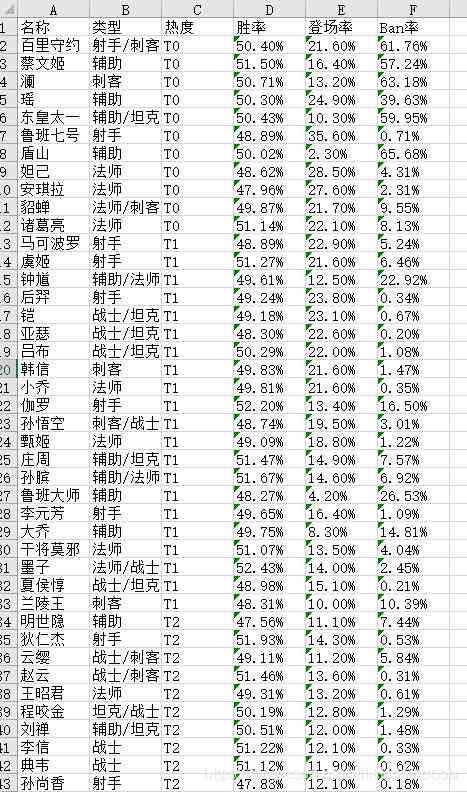 A B C D E F
1 名称 类型 热度 胜率 登场率 Ban率
2 百里守约 射手/刺客 T0 50.40% 21.60% 61.76%
3 蔡文姬 辅助 T0 51.50% 16.40% 57.24%
4 澜 刺客 T0 50.71% 13.20% 63.18%
5 瑶 辅助 T0 50.30% 24.90% 39.63%
6 东皇太一 辅助/坦克 T0 50.43% 10.30% 59.95%
7 鲁班七号 射手 T0 48.89% 35.60% 0.71%
8 盾山 辅助 T0 50.02% 2.30% 65.68%
9 妲己 法师 T0 48.62% 28.50% 4.31%
10 安琪拉 法师 T0 47.96% 27.60% 2.31%
11 貂蝉 法师/刺客 T0 49.87% 21.70% 9.55%
12 诸葛亮 法师 T0 51.14% 22.10% 8.13%
13 马可波罗 射手 T1 48.89% 22.90% 5.24%
14 虞姬 射手 T1 51.27% 21.60% 6.46%
15 钟馗 辅助/法师 T1 49.61% 12.50% 22.92%
16 后羿 射手 T1 49.24% 23.80% 0.34%
17 铠 战士/坦克 T1 49.18% 23.10% 0.67%
18 亚瑟 战士/坦克 T1 48.30% 22.60% 0.20%
19 吕布 战士/坦克 T1 50.29% 22.00% 1.08%
20 韩信 刺客 T1 49.83% 21.60% 1.47%
21 小乔 法师 T1 49.81% 21.60% 0.35%
22 伽罗 射手 T1 52.20% 13.40% 16.50%
23 孙悟空 刺客/战士 T1 48.74% 19.50% 3.01%
24 甄姬 法师 T1 49.09% 18.80% 1.22%
25 庄周 辅助/坦克 T1 51.47% 14.90% 7.57%
26 孙膑 辅助/法师 T1 51.67% 14.60% 6.92%
27 鲁班大师 辅助 T1 48.27% 4.20% 26.53%
28 李元芳 射手 T1 49.65% 16.40% 1.09%
29 大乔 辅助 T1 49.75% 8.30% 14.81%
30 干将莫邪 法师 T1 51.07% 13.50% 4.04%
31 墨子 法师/战士 T1 52.43% 14.00% 2.45%
32 夏侯惇 战士/坦克 T1 48.98% 15.10% 0.21%
33 兰陵王 刺客 T1 48.31% 10.00% 10.39%
34 明世隐 辅助 T2 47.56% 11.10% 7.44%
35 狄仁杰 射手 T2 51.93% 14.30% 0.53%
36 云缨 战士/刺客 T2 49.11% 11.20% 5.84%
37 赵云 战士/刺客 T2 51.46% 13.60% 0.31%
38 王昭君 法师 T2 49.31% 13.20% 0.61%
39 程咬金 坦克/战士 T2 50.19% 12.80% 1.29%
40 刘禅 辅助/坦克 T2 50.51% 12.00% 1.48%
41 李信 战士 T2 51.22% 12.10% 0.33%
42 典韦 战士 T2 51.12% 11.90% 0.62%
43 孙尚香 射手 T2 47.83% 12.10% 0.18%